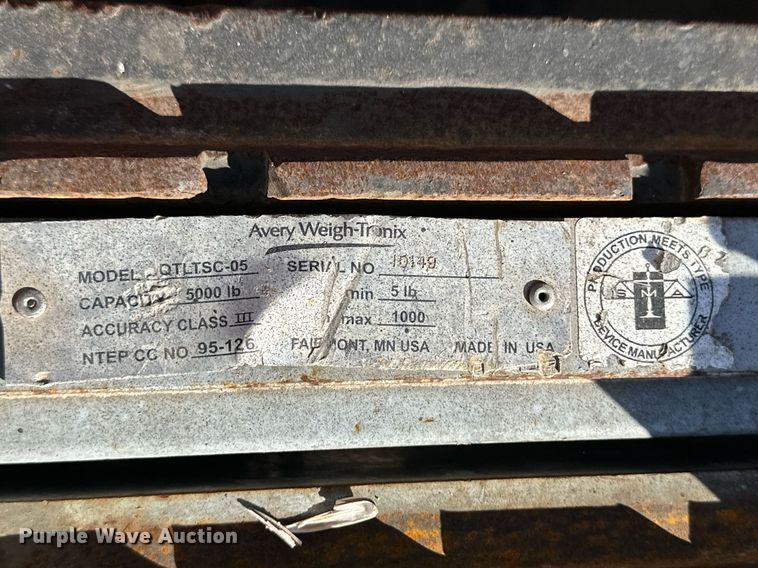 Avery Weigh-Tronix
MODEL QTLTSC-05 SERIAL NO 10149
CAPACITY 5000 lb min 5 lb
ACCURACY CLASS III max 1000
NTEP CC NO 95-126 FAIRMONT, MN USA MADE IN USA
PRODUCTION MEETS TYPE
S M A
DEVICE MANUFACTURER
Purple Wave Auction